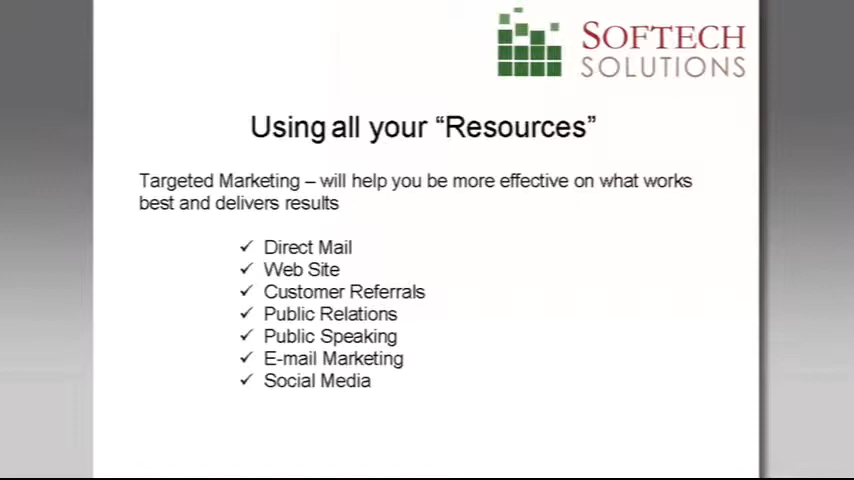 SOFTECH
SOLUTIONS
Using all your “Resources”
Targeted Marketing – will help you be more effective on what works
best and delivers results
✓ Direct Mail
✓ Web Site
✓ Customer Referrals
✓ Public Relations
✓ Public Speaking
✓ E-mail Marketing
✓ Social Media